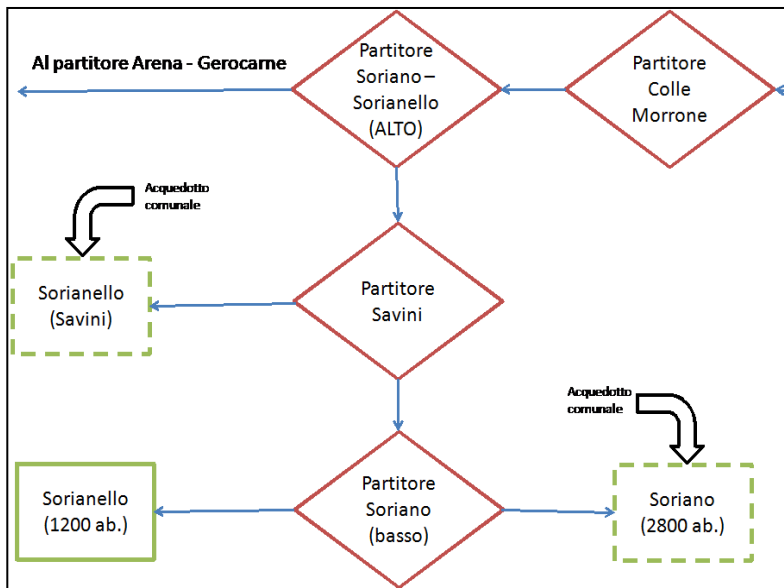 Al partitore Arena - Gerocarne
Partitore
Soriano –
Sorianello
(ALTO)
Partitore
Colle
Morrone
Acquedotto
comunale
Sorianello
(Savini)
Partitore
Savini
Acquedotto
comunale
Sorianello
(1200 ab.)
Partitore
Soriano
(basso)
Soriano
(2800 ab.)